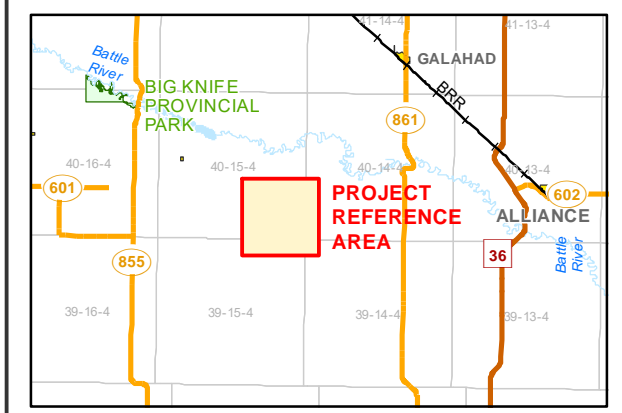 41-14-4
41-13-4
Battle
River
GALAHAD
BIG KNIFE
PROVINCIAL
PARK
BRR
861
40-16-4
40-15-4
40-14-4
40-13-4
601
PROJECT
REFERENCE
AREA
602
ALLIANCE
855
36
Battle
River
39-16-4
39-15-4
39-14-4
39-13-4